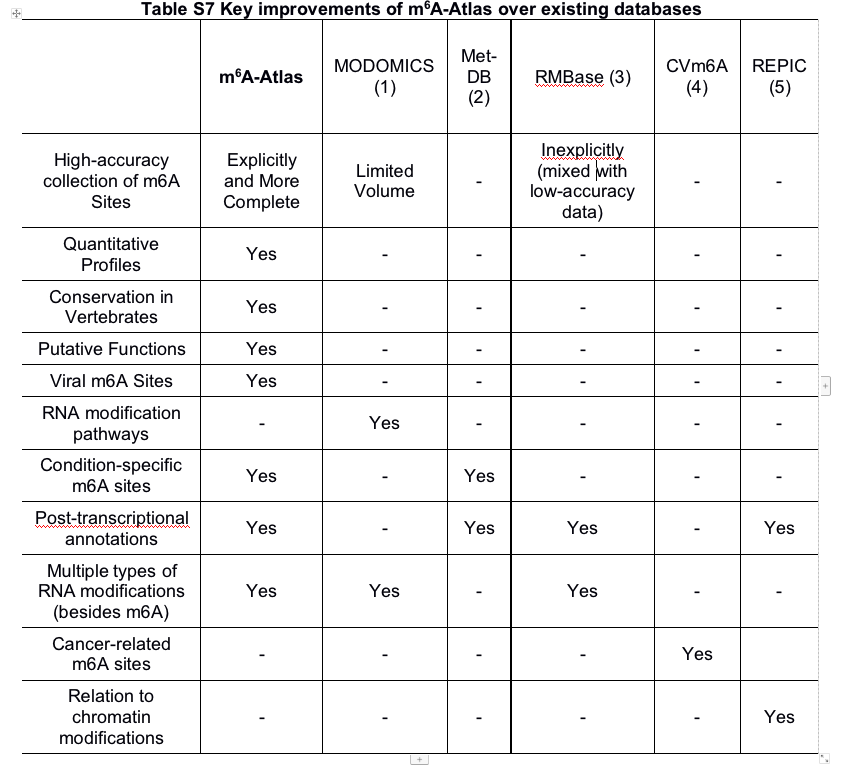 Table S7 Key improvements of m⁶A-Atlas over existing databases
m⁶A-Atlas
MODOMICS
(1)
Met-
DB
(2)
RMBase (3)
CVm6A
(4)
REPIC
(5)
High-accuracy
collection of m6A
Sites
Explicitly
and More
Complete
Limited
Volume
-
Inexplicitly
(mixed with
low-accuracy
data)
-
-
Quantitative
Profiles
Yes
-
-
-
-
-
Conservation in
Vertebrates
Yes
-
-
-
-
-
Putative Functions
Yes
-
-
-
-
-
Viral m6A Sites
Yes
-
-
-
-
-
RNA modification
pathways
-
Yes
-
-
-
-
Condition-specific
m6A sites
Yes
-
Yes
-
-
-
Post-transcriptional
annotations
Yes
-
Yes
Yes
-
Yes
Multiple types of
RNA modifications
(besides m6A)
Yes
Yes
-
Yes
-
-
Cancer-related
m6A sites
-
-
-
-
Yes
Relation to
chromatin
modifications
-
-
-
-
-
Yes